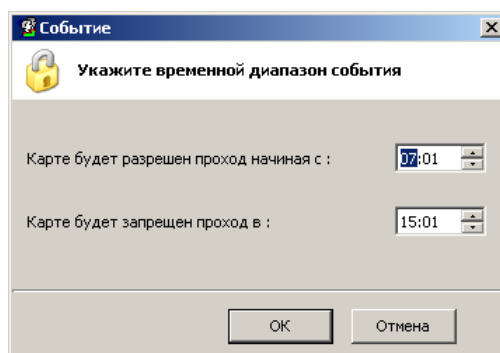 Событие
Укажите временной диапазон события
Карте будет разрешен проход начиная с : 07:01
Карте будет запрещен проход в : 15:01
ОК Отмена